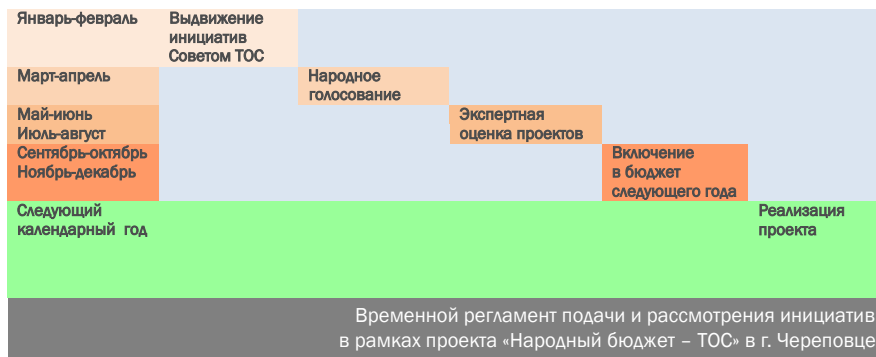 Январь-февраль
Выдвижение
инициатив
Советом ТОС
Март-апрель
Народное
голосование
Май-июнь
Июль-август
Экспертная
оценка проектов
Сентябрь-октябрь
Ноябрь-декабрь
Включение
в бюджет
следующего года
Следующий
календарный год
Реализация
проекта
Временной регламент подачи и рассмотрения инициатив
в рамках проекта «Народный бюджет – ТОС» в г. Череповце